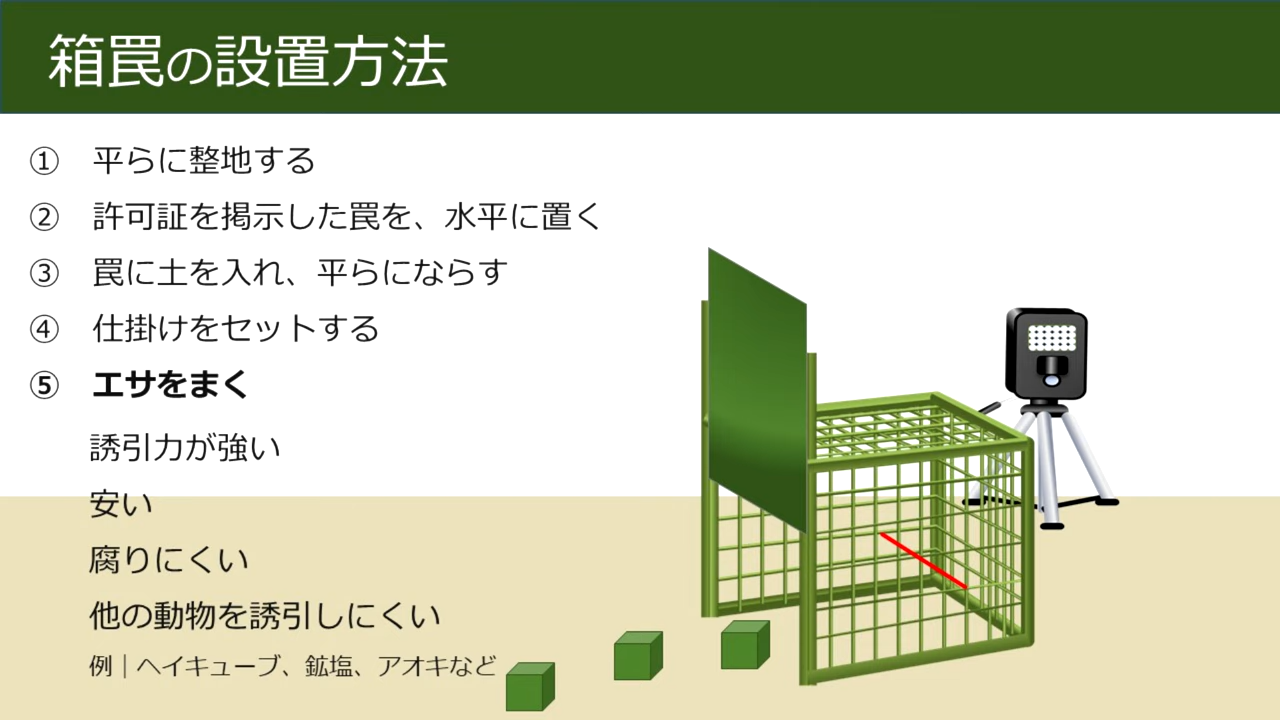 箱罠の設置方法
① 平らに整地する
② 許可証を掲示した罠を、水平に置く
③ 罠に土を入れ、平らにならす
④ 仕掛けをセットする
⑤ エサをまく
誘引力が強い
安い
腐りにくい
他の動物を誘引しにくい
例｜ヘイキューブ、鉱塩、アオキなど